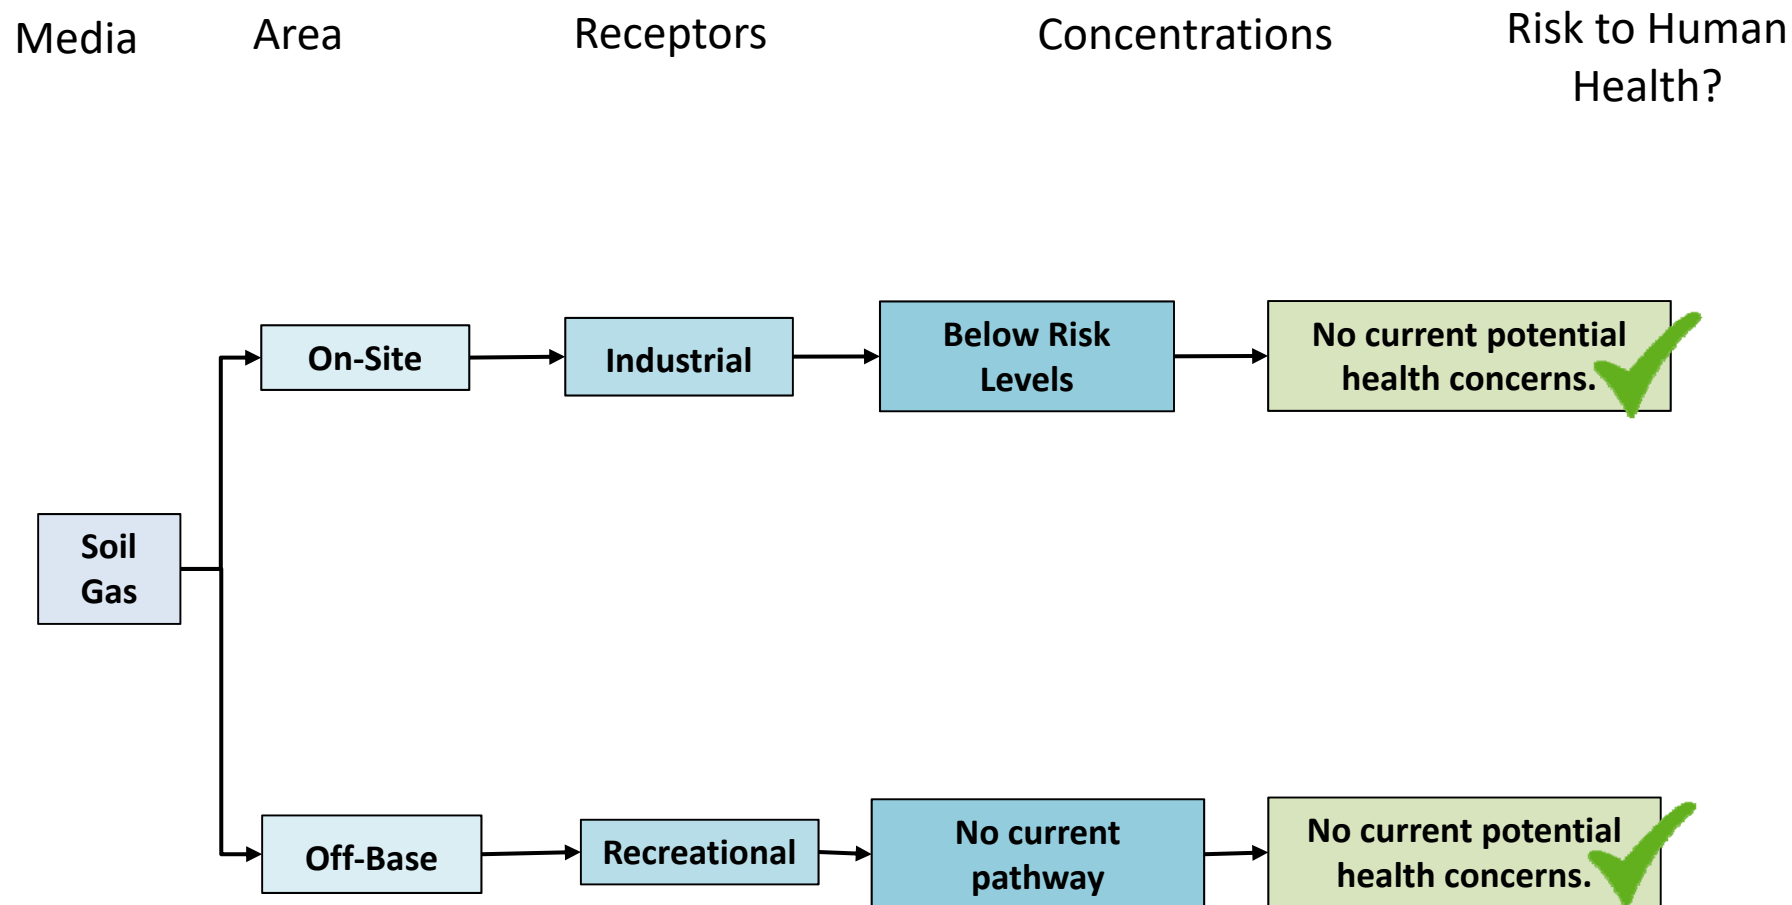 Media
Area
Receptors
Concentrations
Risk to Human
Health?
On-Site
Industrial
Below Risk
Levels
No current potential
health concerns.
Soil
Gas
Off-Base
Recreational
No current
pathway
No current potential
health concerns.